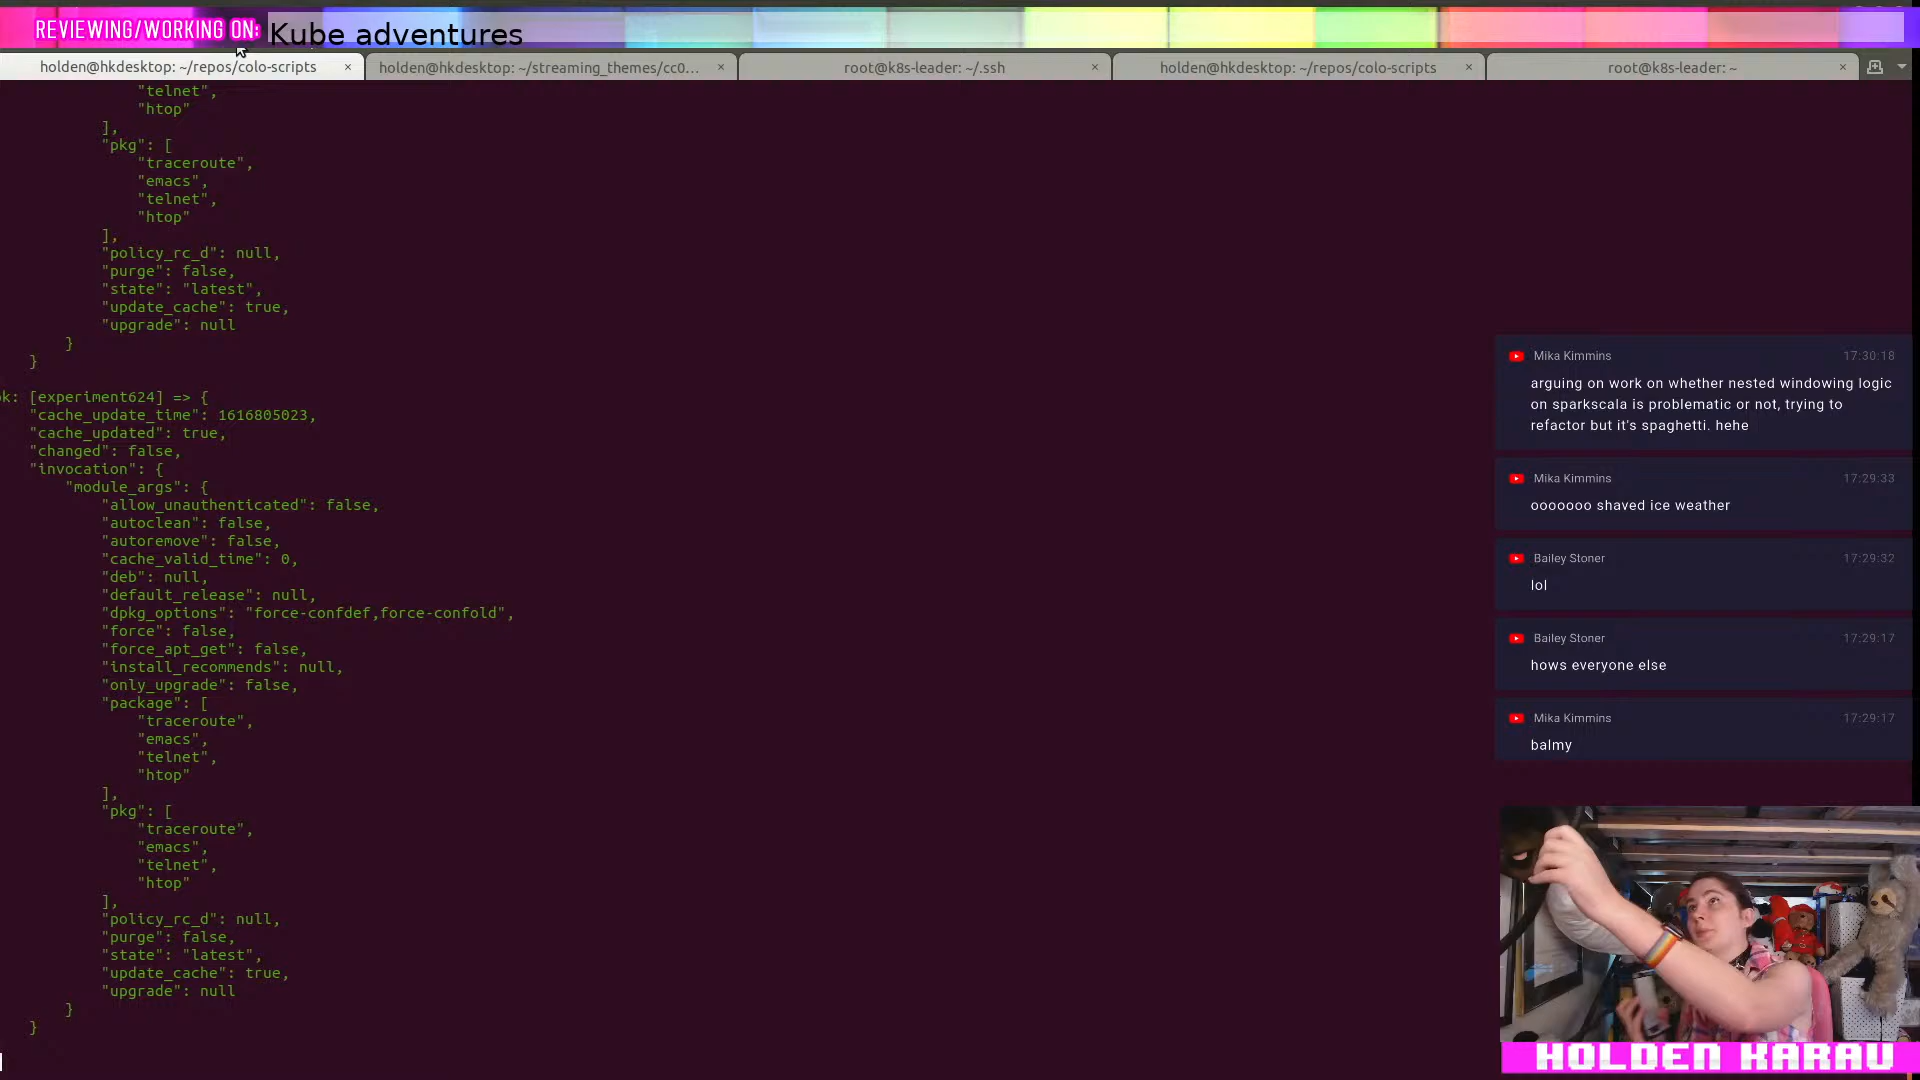 REVIEWING/WORKING ON: Kube adventures
holden@hkdesktop: ~/repos/colo-scripts ×
holden@hkdesktop: ~/streaming_themes/cc0... ×
root@k8s-leader: ~/.ssh ×
holden@hkdesktop: ~/repos/colo-scripts ×
root@k8s-leader: ~ ×
"telnet",
"htop"
],
"pkg": [
"traceroute",
"emacs",
"telnet",
"htop"
],
"policy_rc_d": null,
"purge": false,
"state": "latest",
"update_cache": true,
"upgrade": null
}
}
ok: [experiment624] => {
"cache_update_time": 1616805023,
"cache_updated": true,
"changed": false,
"invocation": {
"module_args": {
"allow_unauthenticated": false,
"autoclean": false,
"autoremove": false,
"cache_valid_time": 0,
"deb": null,
"default_release": null,
"dpkg_options": "force-confdef,force-confold",
"force": false,
"force_apt_get": false,
"install_recommends": null,
"only_upgrade": false,
"package": [
"traceroute",
"emacs",
"telnet",
"htop"
],
"pkg": [
"traceroute",
"emacs",
"telnet",
"htop"
],
"policy_rc_d": null,
"purge": false,
"state": "latest",
"update_cache": true,
"upgrade": null
}
}
Mika Kimmins 17:30:18
arguing on work on whether nested windowing logic
on sparkscala is problematic or not, trying to
refactor but it's spaghetti. hehe
Mika Kimmins 17:29:33
ooooooo shaved ice weather
Bailey Stoner 17:29:32
lol
Bailey Stoner 17:29:17
hows everyone else
Mika Kimmins 17:29:17
balmy
HOLDEN KARAU